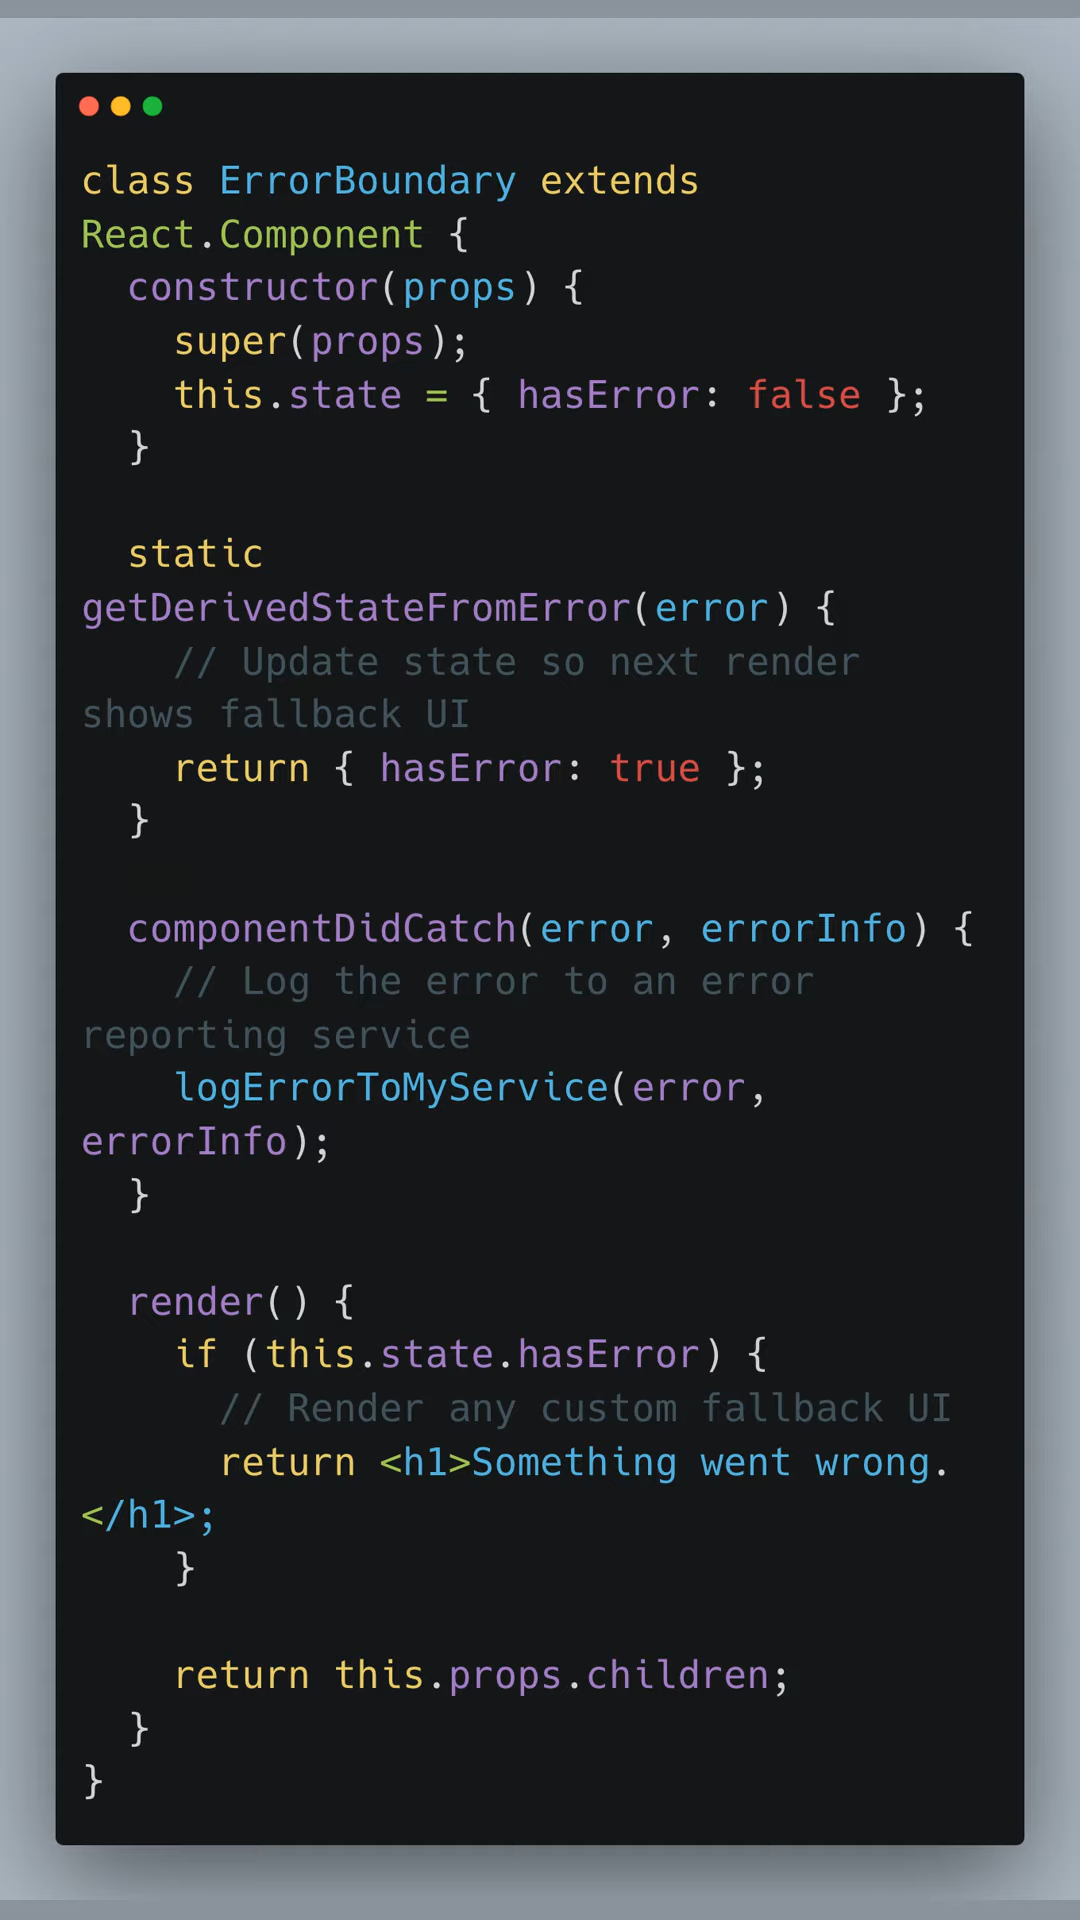 class ErrorBoundary extends
React.Component {
  constructor(props) {
    super(props);
    this.state = { hasError: false };
  }

  static
getDerivedStateFromError(error) {
    // Update state so next render
shows fallback UI
    return { hasError: true };
  }

  componentDidCatch(error, errorInfo) {
    // Log the error to an error
reporting service
    logErrorToMyService(error,
errorInfo);
  }

  render() {
    if (this.state.hasError) {
      // Render any custom fallback UI
      return <h1>Something went wrong.
</h1>;
    }

    return this.props.children;
  }
}